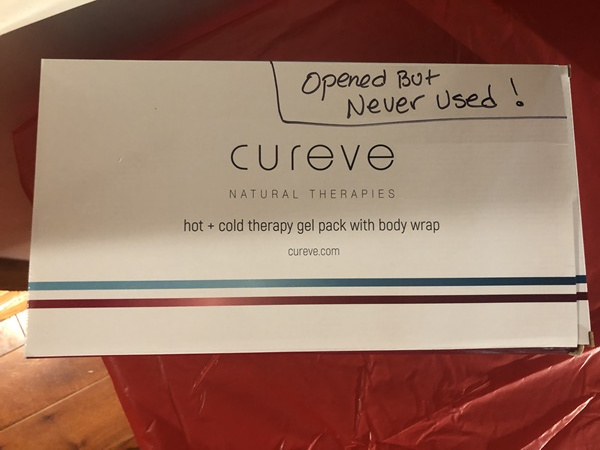 Opened But
Never Used !
cureve
NATURAL THERAPIES
hot + cold therapy gel pack with body wrap
cureve.com